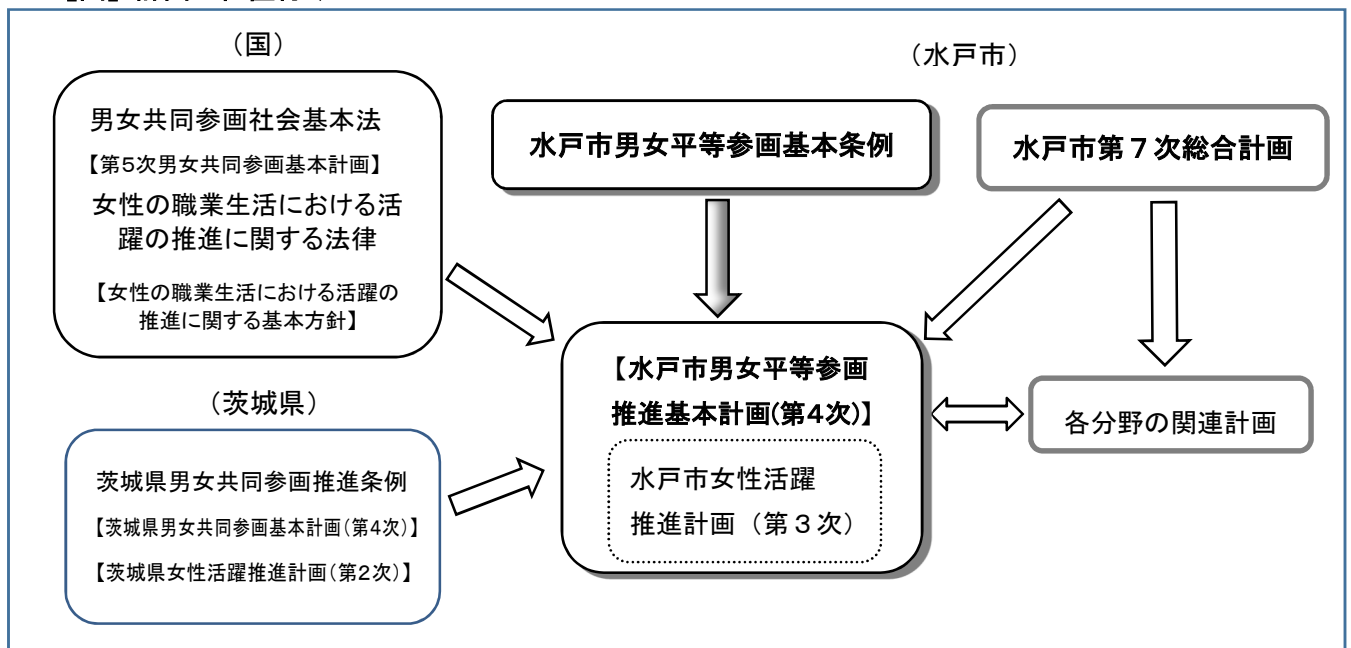 （国）
男女共同参画社会基本法
【第5次男女共同参画基本計画】
女性の職業生活における活
躍の推進に関する法律
【女性の職業生活における活躍の
推進に関する基本方針】
（茨城県）
茨城県男女共同参画推進条例
【茨城県男女共同参画基本計画(第4次)】
【茨城県女性活躍推進計画(第2次)】
（水戸市）
水戸市男女平等参画基本条例
水戸市第７次総合計画
【水戸市男女平等参画
推進基本計画(第4次)】
水戸市女性活躍
推進計画（第３次）
各分野の関連計画